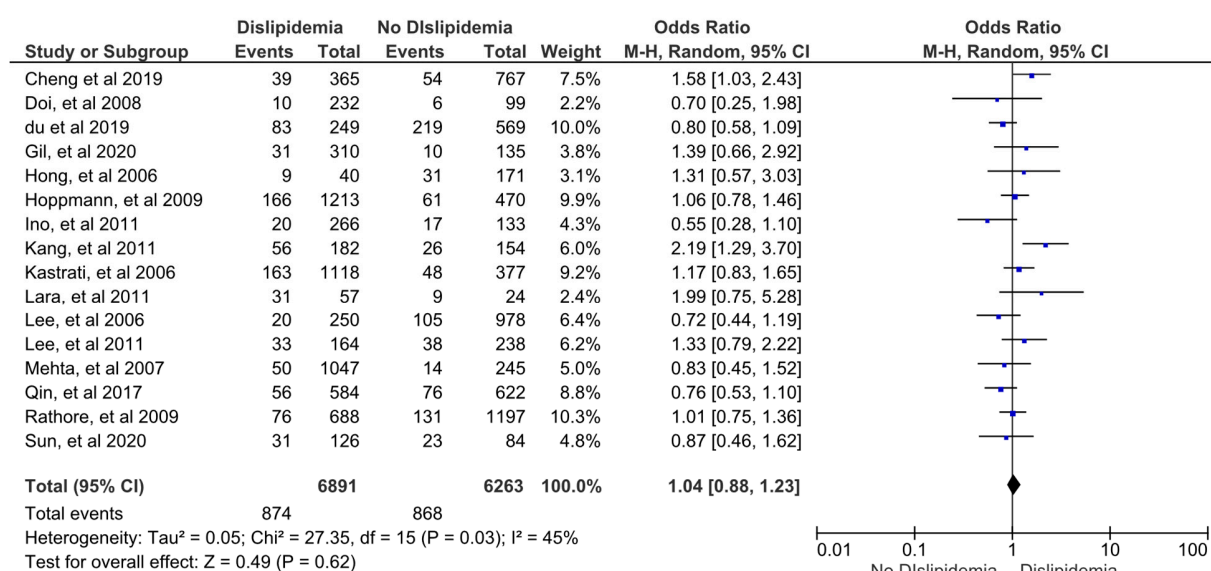 Dislipidemia No DIslipidemia Odds Ratio Odds Ratio
Study or Subgroup Events Total Events Total Weight M-H, Random, 95% CI M-H, Random, 95% CI
Cheng et al 2019 39 365 54 767 7.5% 1.58 [1.03, 2.43]
Doi, et al 2008 10 232 6 99 2.2% 0.70 [0.25, 1.98]
du et al 2019 83 249 219 569 10.0% 0.80 [0.58, 1.09]
Gil, et al 2020 31 310 10 135 3.8% 1.39 [0.66, 2.92]
Hong, et al 2006 9 40 31 171 3.1% 1.31 [0.57, 3.03]
Hoppmann, et al 2009 166 1213 61 470 9.9% 1.06 [0.78, 1.46]
Ino, et al 2011 20 266 17 133 4.3% 0.55 [0.28, 1.10]
Kang, et al 2011 56 182 26 154 6.0% 2.19 [1.29, 3.70]
Kastrati, et al 2006 163 1118 48 377 9.2% 1.17 [0.83, 1.65]
Lara, et al 2011 31 57 9 24 2.4% 1.99 [0.75, 5.28]
Lee, et al 2006 20 250 105 978 6.4% 0.72 [0.44, 1.19]
Lee, et al 2011 33 164 38 238 6.2% 1.33 [0.79, 2.22]
Mehta, et al 2007 50 1047 14 245 5.0% 0.83 [0.45, 1.52]
Qin, et al 2017 56 584 76 622 8.8% 0.76 [0.53, 1.10]
Rathore, et al 2009 76 688 131 1197 10.3% 1.01 [0.75, 1.36]
Sun, et al 2020 31 126 23 84 4.8% 0.87 [0.46, 1.62]
Total (95% CI) 6891 6263 100.0% 1.04 [0.88, 1.23]
Total events 874 868
Heterogeneity: Tau² = 0.05; Chi² = 27.35, df = 15 (P = 0.03); I² = 45%
Test for overall effect: Z = 0.49 (P = 0.62)
0.01 0.1 1 10 100
No DIslipidemia Dislipidemia